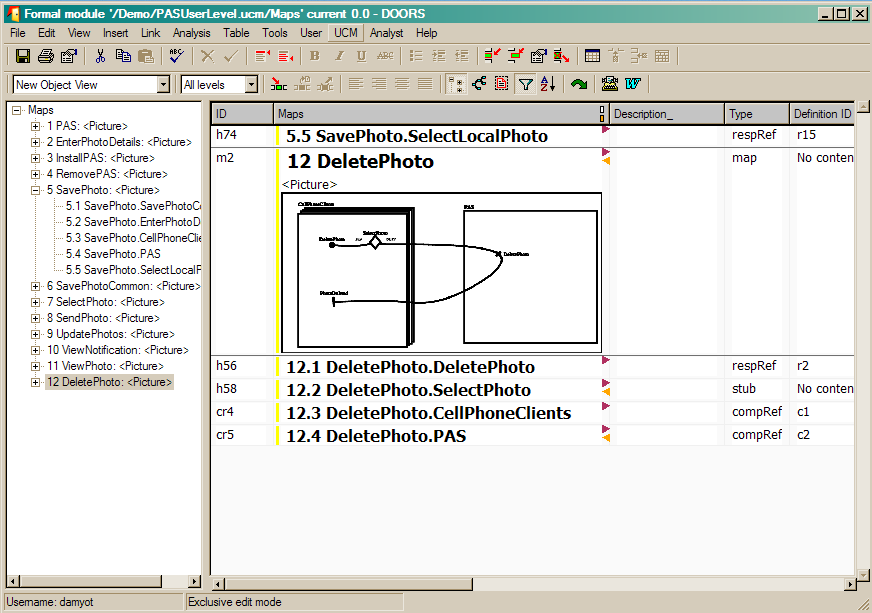 Formal module '/Demo/PASUserLevel.ucm/Maps' current 0.0 - DOORS
File Edit View Insert Link Analysis Table Tools User UCM Analyst Help
ABC B I U ABC
New Object View All levels A Z W
Maps
1 PAS: <Picture>
2 EnterPhotoDetails: <Picture>
3 InstallPAS: <Picture>
4 RemovePAS: <Picture>
5 SavePhoto: <Picture>
5.1 SavePhoto.SavePhotoC
5.2 SavePhoto.EnterPhotoD
5.3 SavePhoto.CellPhoneClie
5.4 SavePhoto.PAS
5.5 SavePhoto.SelectLocalP
6 SavePhotoCommon: <Picture>
7 SelectPhoto: <Picture>
8 SendPhoto: <Picture>
9 UpdatePhotos: <Picture>
10 ViewNotification: <Picture>
11 ViewPhoto: <Picture>
12 DeletePhoto: <Picture>
ID Maps Description_ Type Definition ID
h74 5.5 SavePhoto.SelectLocalPhoto respRef r15
m2 12 DeletePhoto map No conten
<Picture>
CellPhoneClients PAS
SelectPhoto
DeletePhoto
DeletePhoto
h56 12.1 DeletePhoto.DeletePhoto respRef r2
h58 12.2 DeletePhoto.SelectPhoto stub No conten
cr4 12.3 DeletePhoto.CellPhoneClients compRef c1
cr5 12.4 DeletePhoto.PAS compRef c2
Username: damyot Exclusive edit mode